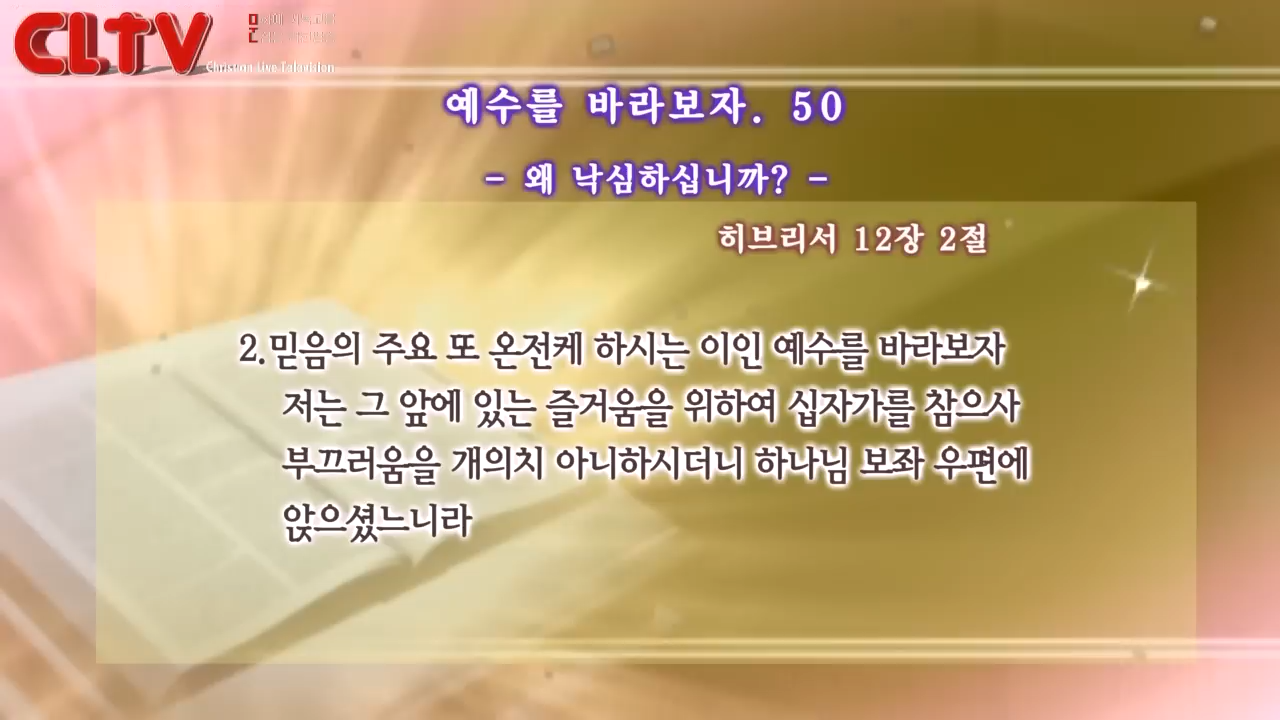 CLTV
Christian Live Television
예수를 바라보자. 50
- 왜 낙심하십니까? -
히브리서 12장 2절
2.믿음의 주요 또 온전케 하시는 이인 예수를 바라보자
저는 그 앞에 있는 즐거움을 위하여 십자가를 참으사
부끄러움을 개의치 아니하시더니 하나님 보좌 우편에
앉으셨느니라